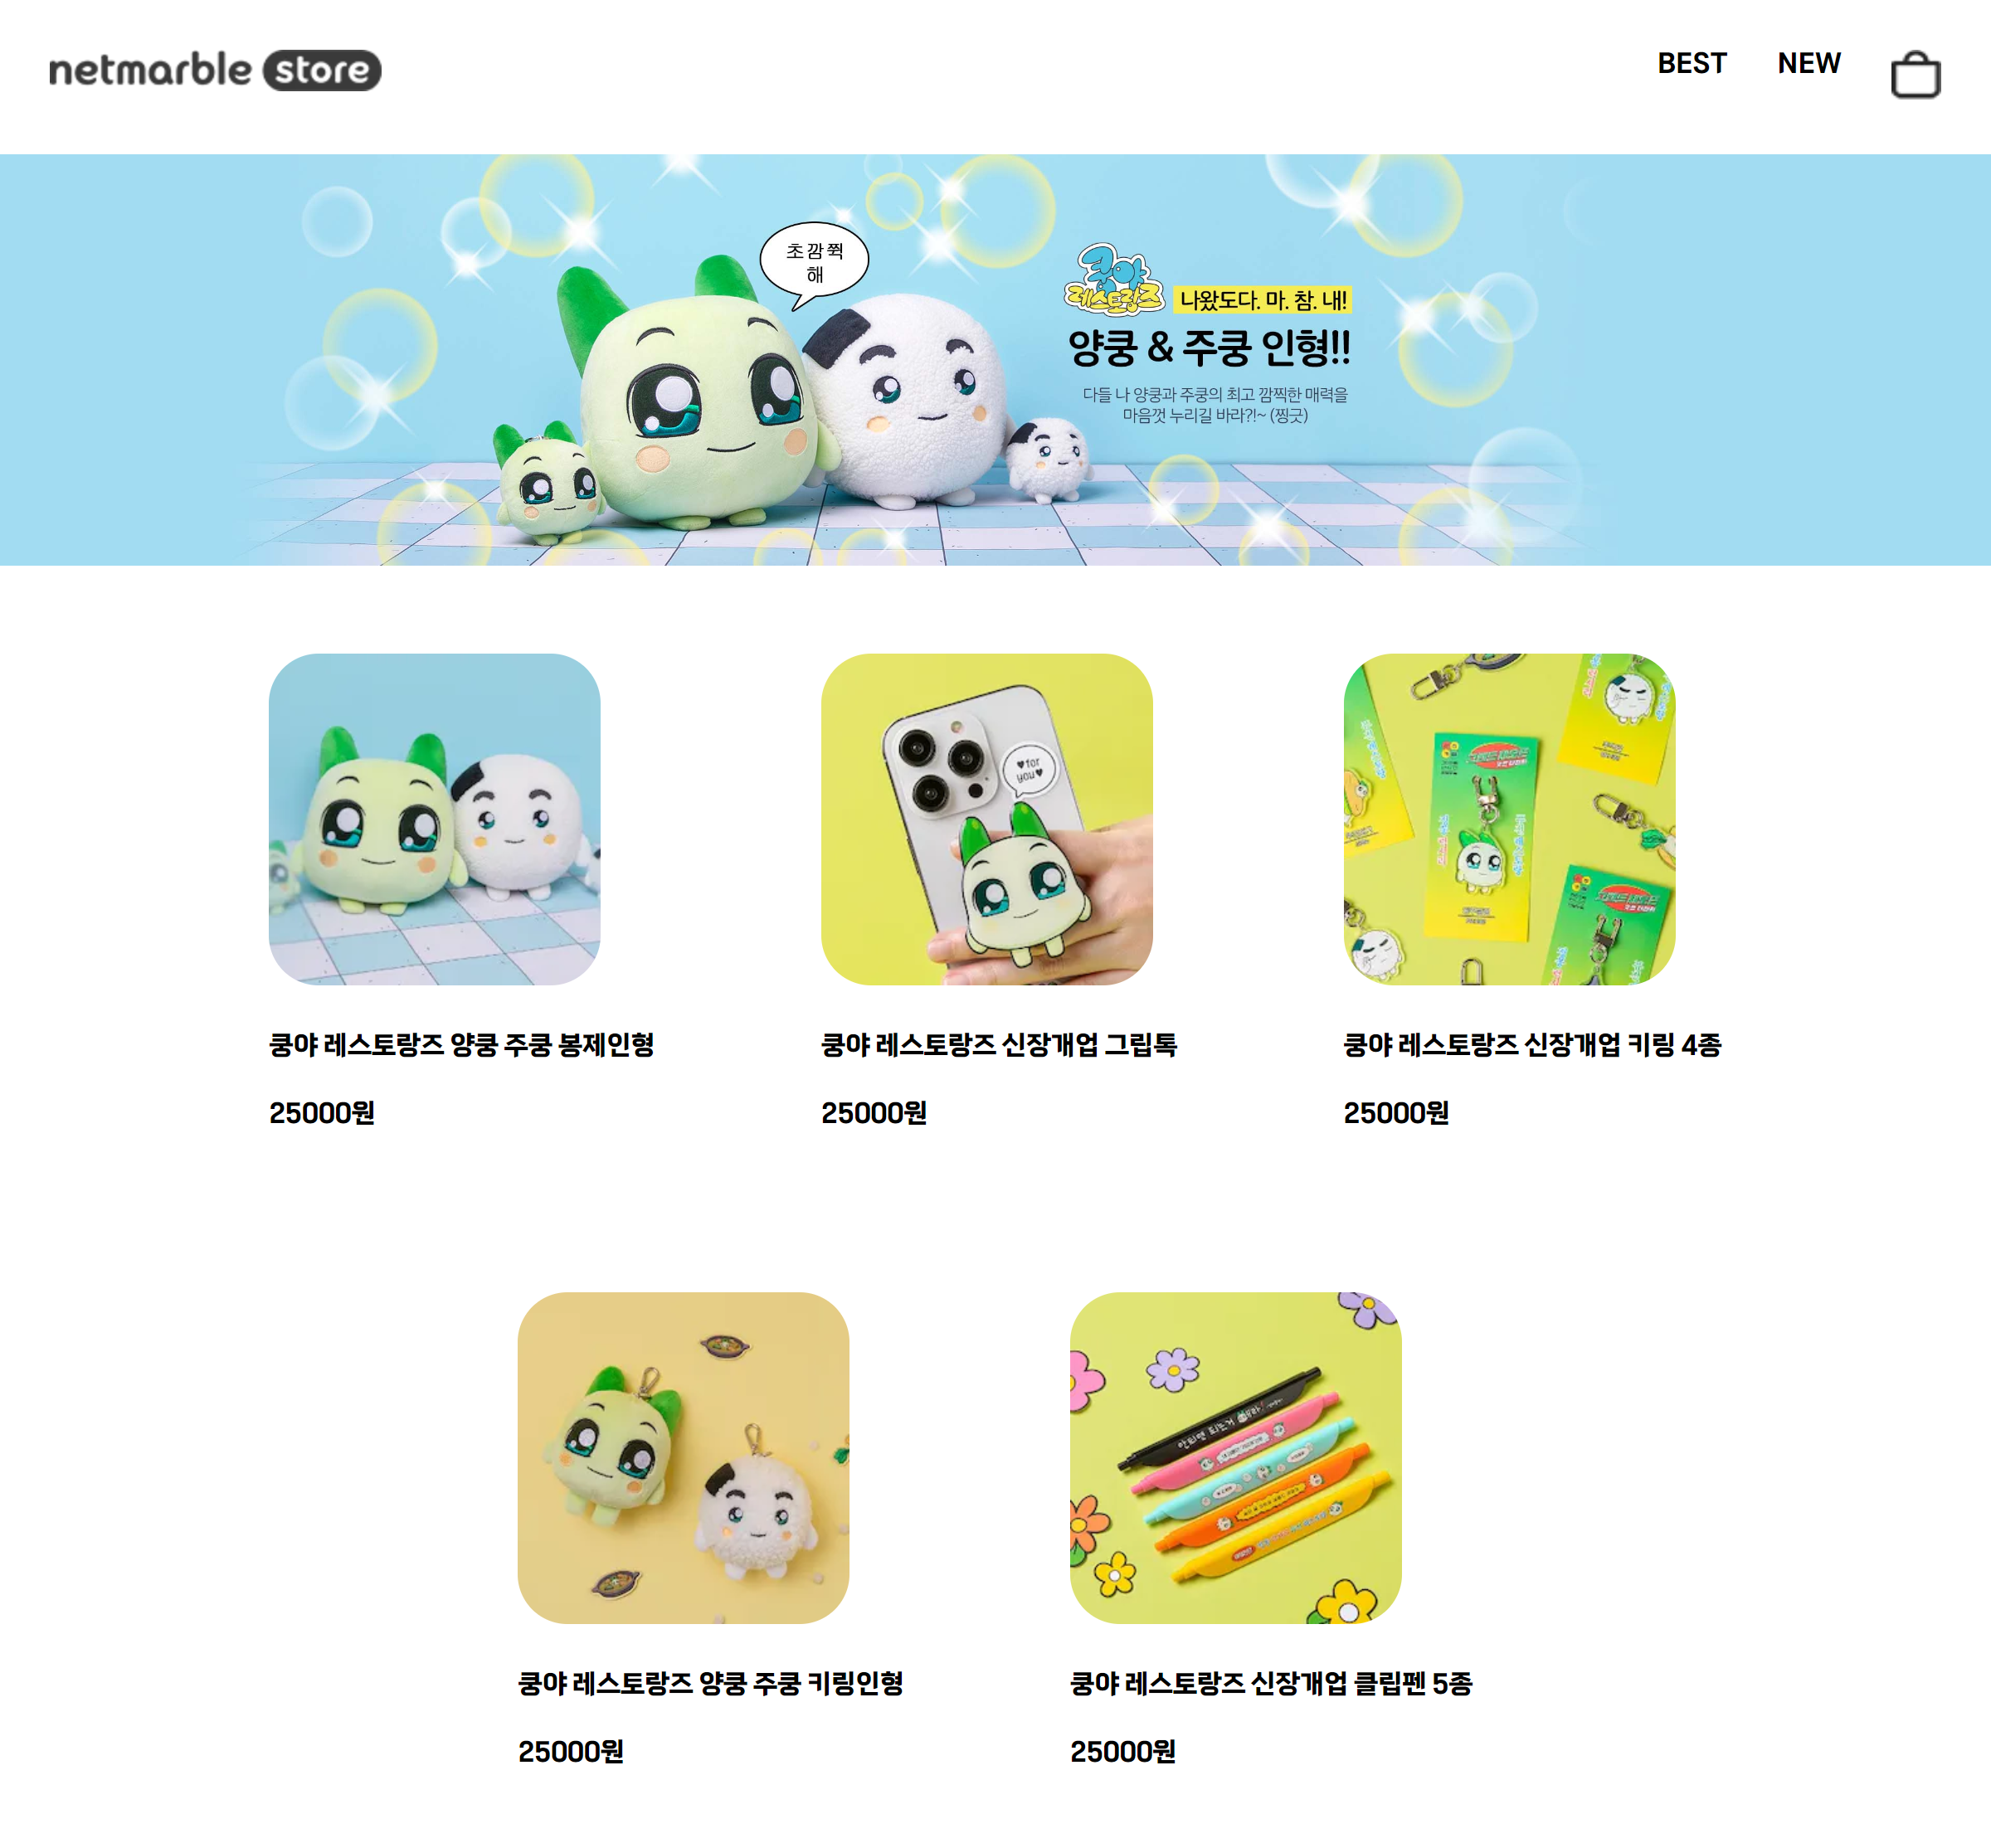 netmarble store
BEST
NEW
초깜찍
해
쿵야
레스토랑즈
나왔도다. 마. 참. 내!
양쿵 & 주쿵 인형!!
다들 나 양쿵과 주쿵의 최고 깜찍한 매력을
마음껏 누리길 바라?!~ (찡긋)
♥for
you♥
쿵야 레스토랑즈 양쿵 주쿵 봉제인형
쿵야 레스토랑즈 신장개업 그립톡
쿵야 레스토랑즈 신장개업 키링 4종
25000원
25000원
25000원
쿵야 레스토랑즈 양쿵 주쿵 키링인형
쿵야 레스토랑즈 신장개업 클립펜 5종
25000원
25000원